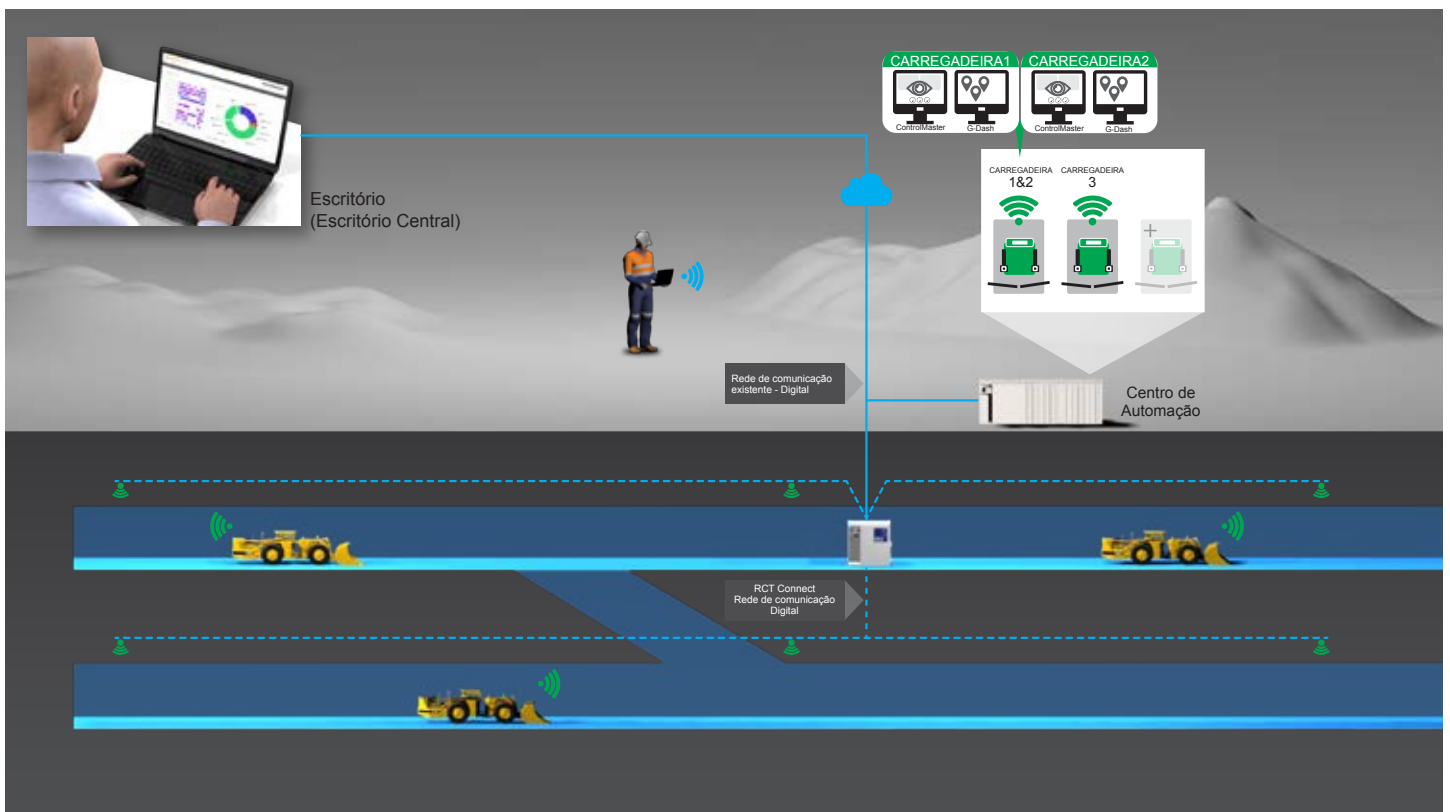 CARREGADEIRA1
CARREGADEIRA2
ControlMaster
G-Dash
ControlMaster
G-Dash
CARREGADEIRA
1&2
CARREGADEIRA
3
Escritório
(Escritório Central)
Rede de comunicação
existente - Digital
Centro de
Automação
RCT Connect
Rede de comunicação
Digital